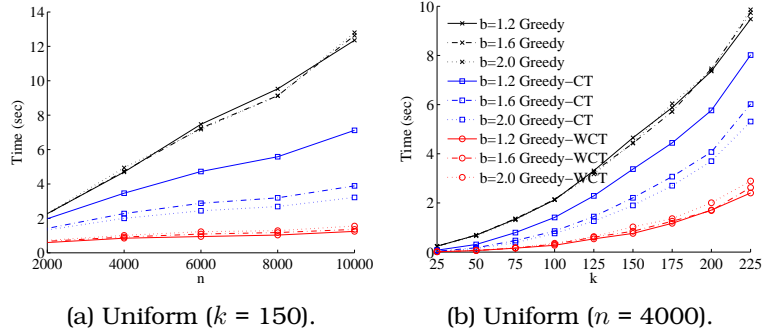 14
12
10
8
6
4
2
0
Time (sec)
2000 4000 6000 8000 10000
n
(a) Uniform (k = 150).
10
8
6
4
2
0
Time (sec)
b=1.2 Greedy
b=1.6 Greedy
b=2.0 Greedy
b=1.2 Greedy–CT
b=1.6 Greedy–CT
b=2.0 Greedy–CT
b=1.2 Greedy–WCT
b=1.6 Greedy–WCT
b=2.0 Greedy–WCT
25 50 75 100 125 150 175 200 225
k
(b) Uniform (n = 4000).